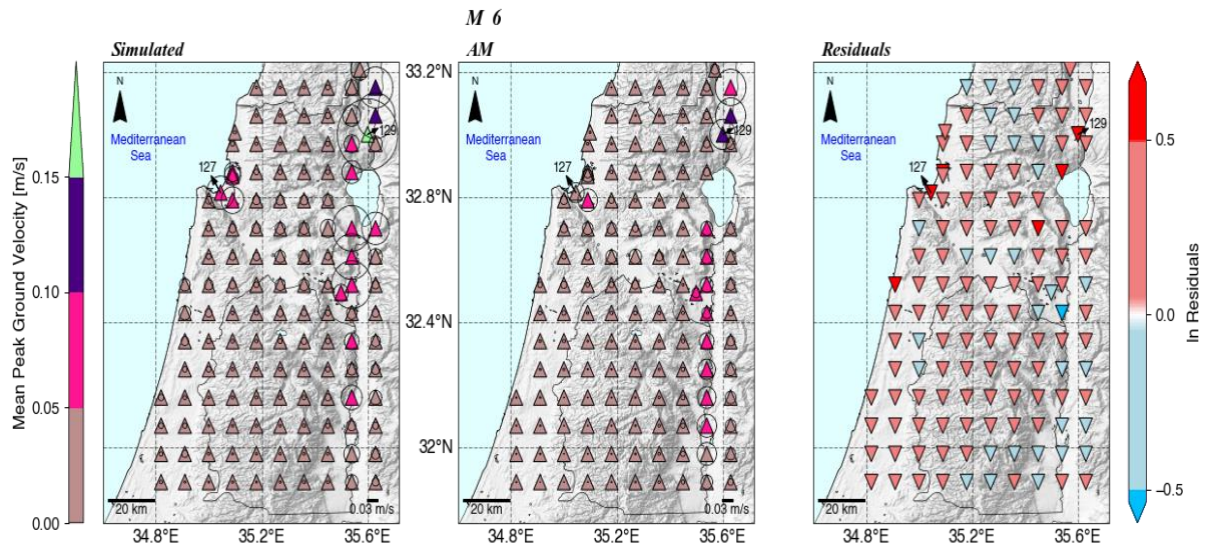 M 6
Simulated
AM
Residuals
Mean Peak Ground Velocity [m/s]
0.15
0.10
0.05
0.00
N
Mediterranean
Sea
129
127
20 km
0.03 m/s
34.8°E
35.2°E
35.6°E
33.2°N
32.8°N
32.4°N
32°N
N
Mediterranean
Sea
129
127
20 km
0.03 m/s
34.8°E
35.2°E
35.6°E
N
Mediterranean
Sea
129
127
20 km
34.8°E
35.2°E
35.6°E
0.5
0.0
−0.5
ln Residuals